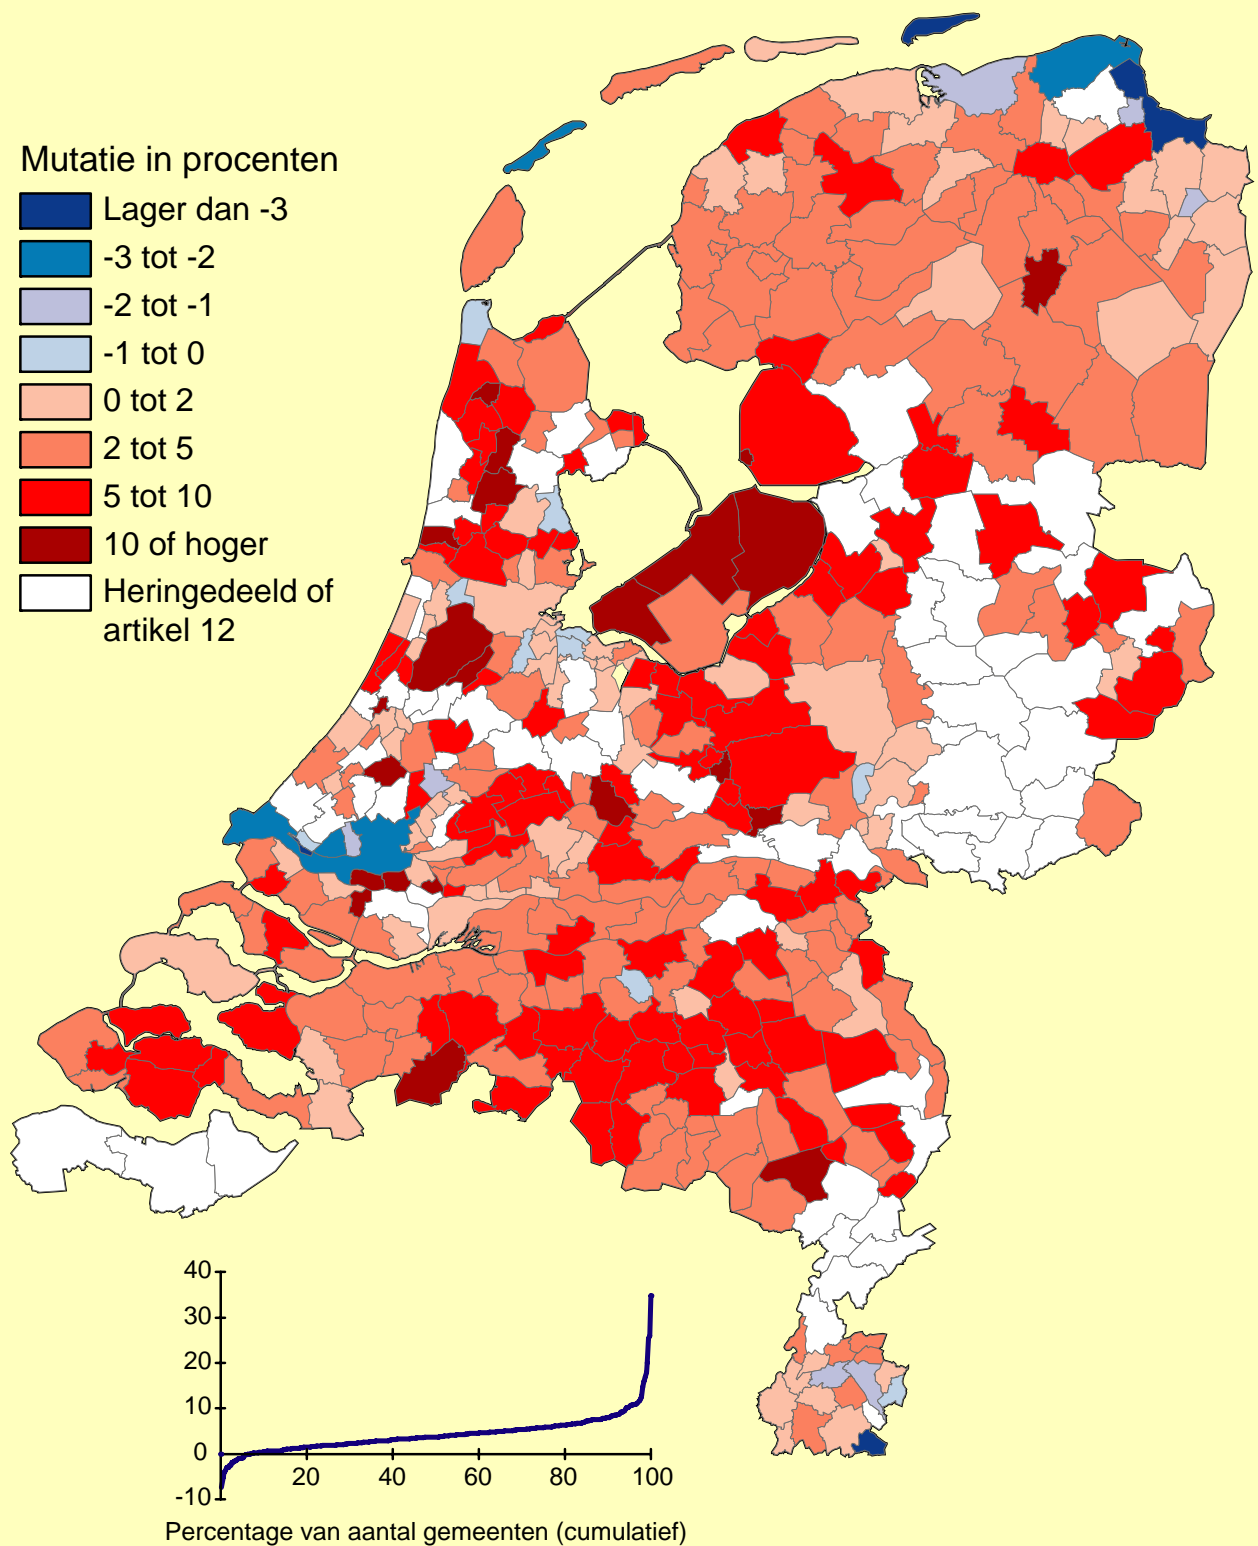 Mutatie in procenten
Lager dan -3
-3 tot -2
-2 tot -1
-1 tot 0
0 tot 2
2 tot 5
5 tot 10
10 of hoger
Heringedeeld of
artikel 12
40
30
20
10
0
-10
20 40 60 80 100
Percentage van aantal gemeenten (cumulatief)